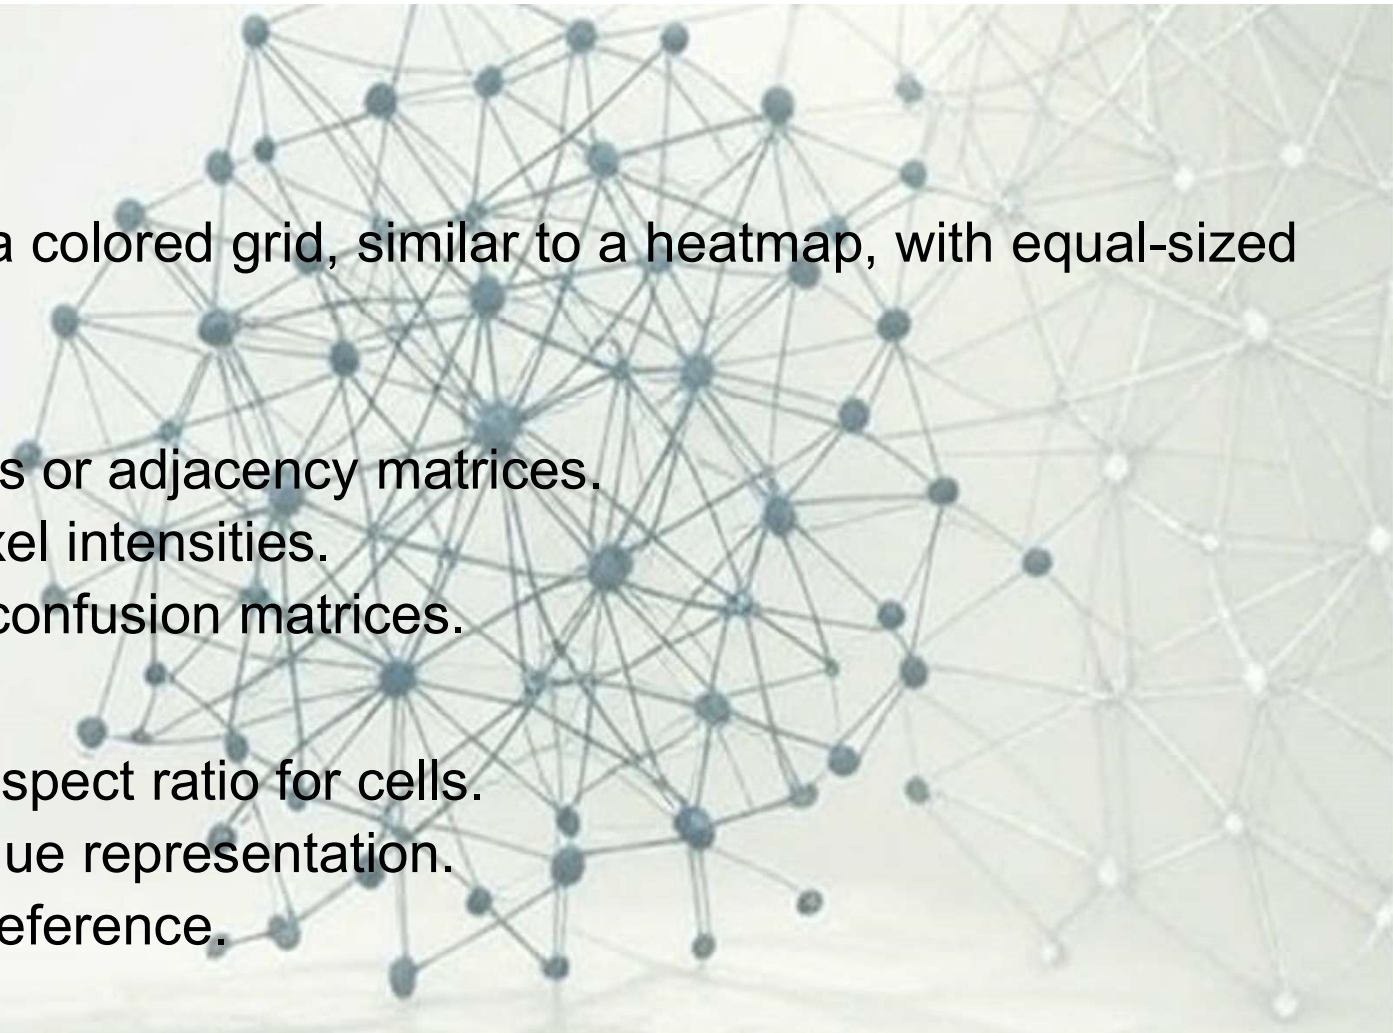 a colored grid, similar to a heatmap, with equal-sized
s or adjacency matrices.
xel intensities.
confusion matrices.
spect ratio for cells.
ue representation.
eference.